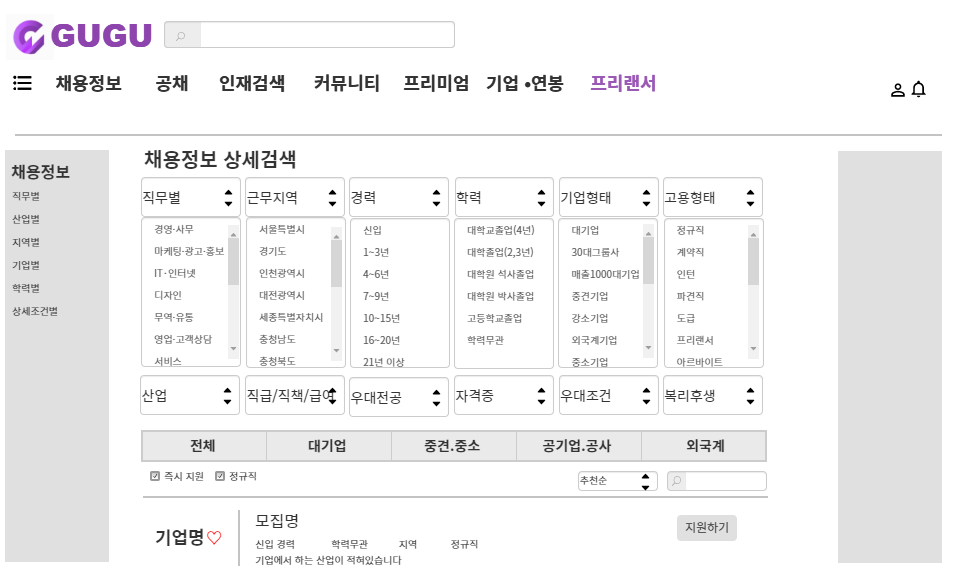 GUGU
채용정보 공채 인재검색 커뮤니티 프리미엄 기업 •연봉 프리랜서
채용정보
직무별
산업별
지역별
기업별
학력별
상세조건별
채용정보 상세검색
직무별 근무지역 경력 학력 기업형태 고용형태
경영·사무 서울특별시 신입 대학교졸업(4년) 대기업 정규직
마케팅·광고·홍보 경기도 1~3년 대학졸업(2,3년) 30대그룹사 계약직
IT·인터넷 인천광역시 4~6년 대학원 석사졸업 매출1000대기업 인턴
디자인 대전광역시 7~9년 대학원 박사졸업 중견기업 파견직
무역·유통 세종특별자치시 10~15년 고등학교졸업 강소기업 도급
영업·고객상담 충청남도 16~20년 학력무관 외국계기업 프리랜서
서비스 충청북도 21년 이상 중소기업 아르바이트
산업 직급/직책/급여 우대전공 자격증 우대조건 복리후생
전체 대기업 중견.중소 공기업.공사 외국계
즉시 지원 정규직 추천순
기업명♡ 모집명 지원하기
신입 경력 학력무관 지역 정규직
기업에서 하는 산업이 적혀있습니다